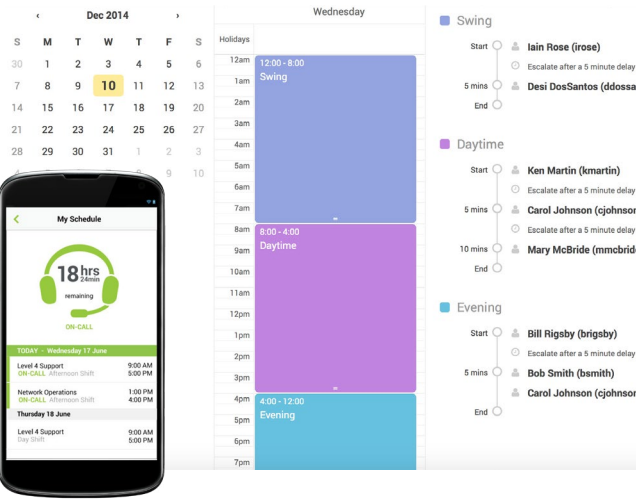 ‹ Dec 2014 ›
S M T W T F S
30 1 2 3 4 5 6
7 8 9 10 11 12 13
14 15 16 17 18 19 20
21 22 23 24 25 26 27
28 29 30 31 1 2 3
9 10
My Schedule
18 hrs
24min
remaining
ON-CALL
TODAY - Wednesday 17 June
Level 4 Support 9:00 AM
ON-CALL Afternoon Shift 5:00 PM
Network Operations 1:00 PM
ON-CALL Afternoon Shift 4:00 PM
Thursday 18 June
Level 4 Support 9:00 AM
Day Shift 5:00 PM
Wednesday
Holidays
12am
1am
2am
3am
4am
5am
6am
7am
8am
9am
10am
11am
12pm
1pm
2pm
3pm
4pm
5pm
6pm
7pm
12:00 - 8:00
Swing
8:00 - 4:00
Daytime
4:00 - 12:00
Evening
Swing
Start Iain Rose (irose)
Escalate after a 5 minute delay
5 mins Desi DosSantos (ddossa
End
Daytime
Start Ken Martin (kmartin)
Escalate after a 5 minute delay
5 mins Carol Johnson (cjohnson
Escalate after a 5 minute delay
10 mins Mary McBride (mmcbride
End
Evening
Start Bill Rigsby (brigsby)
Escalate after a 5 minute delay
5 mins Bob Smith (bsmith)
Carol Johnson (cjohnson
End